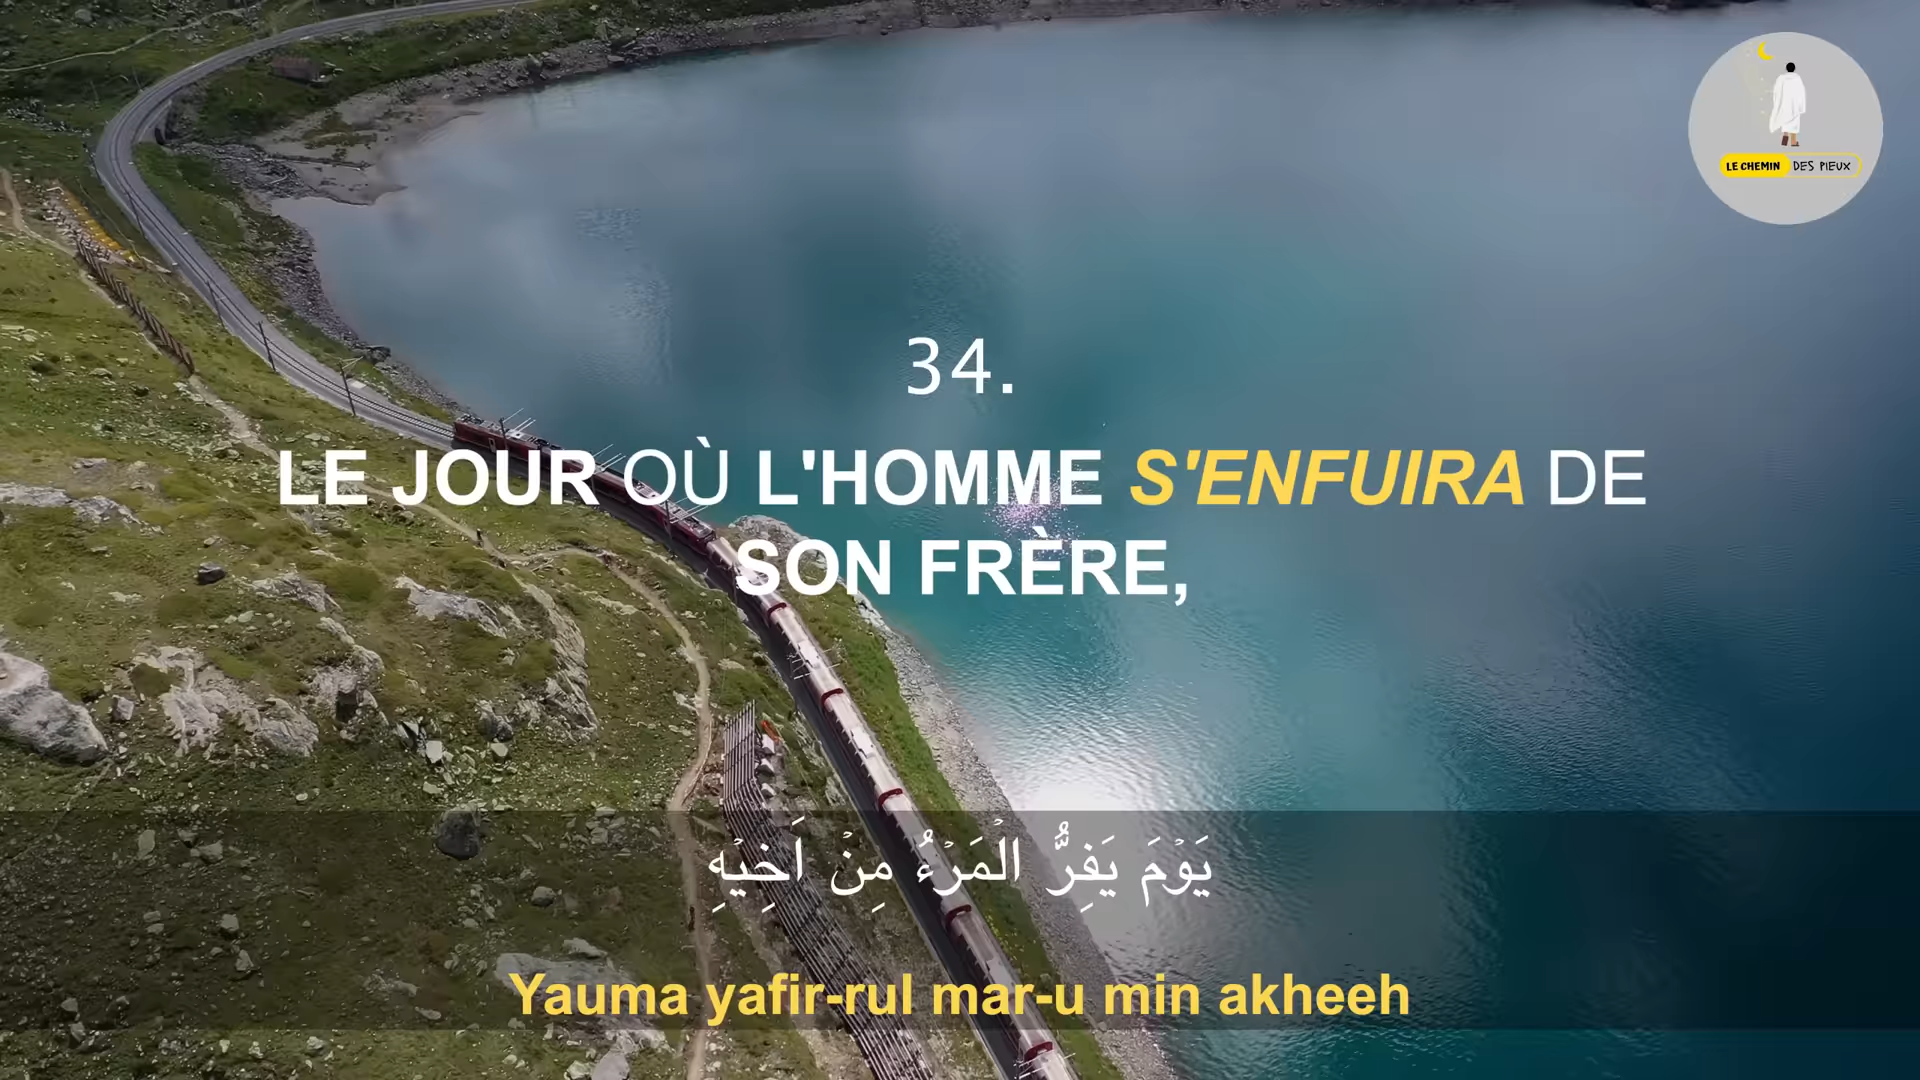 LE CHEMIN DES PIEUX
34.
LE JOUR OÙ L'HOMME S'ENFUIRA DE
SON FRÈRE,
يَوْمَ يَفِرُّ الْمَرْءُ مِنْ اَخِيْهِ
Yauma yafir-rul mar-u min akheeh